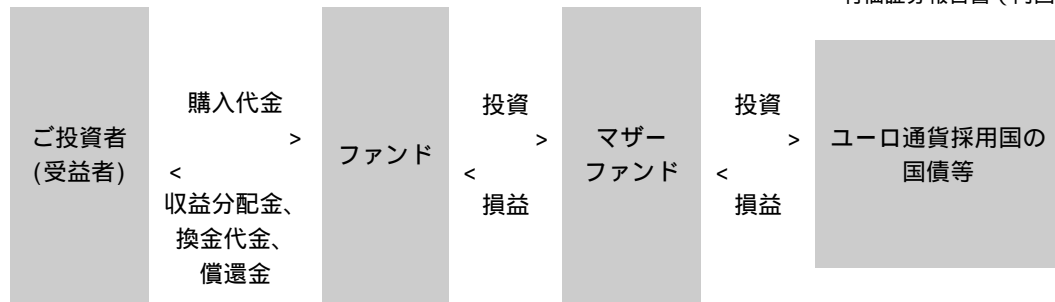 ご投資者
(受益者)
購入代金
>
<
収益分配金、
換金代金、
償還金
ファンド
投資
>
<
損益
マザー
ファンド
投資
>
<
損益
ユーロ通貨採用国の
国債等